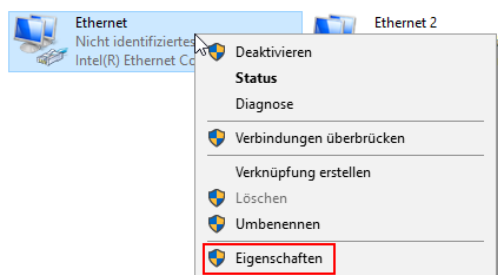 Ethernet
Nicht identifiziertes
Intel(R) Ethernet Co
Ethernet 2
Deaktivieren
Status
Diagnose
Verbindungen überbrücken
Verknüpfung erstellen
Löschen
Umbenennen
Eigenschaften